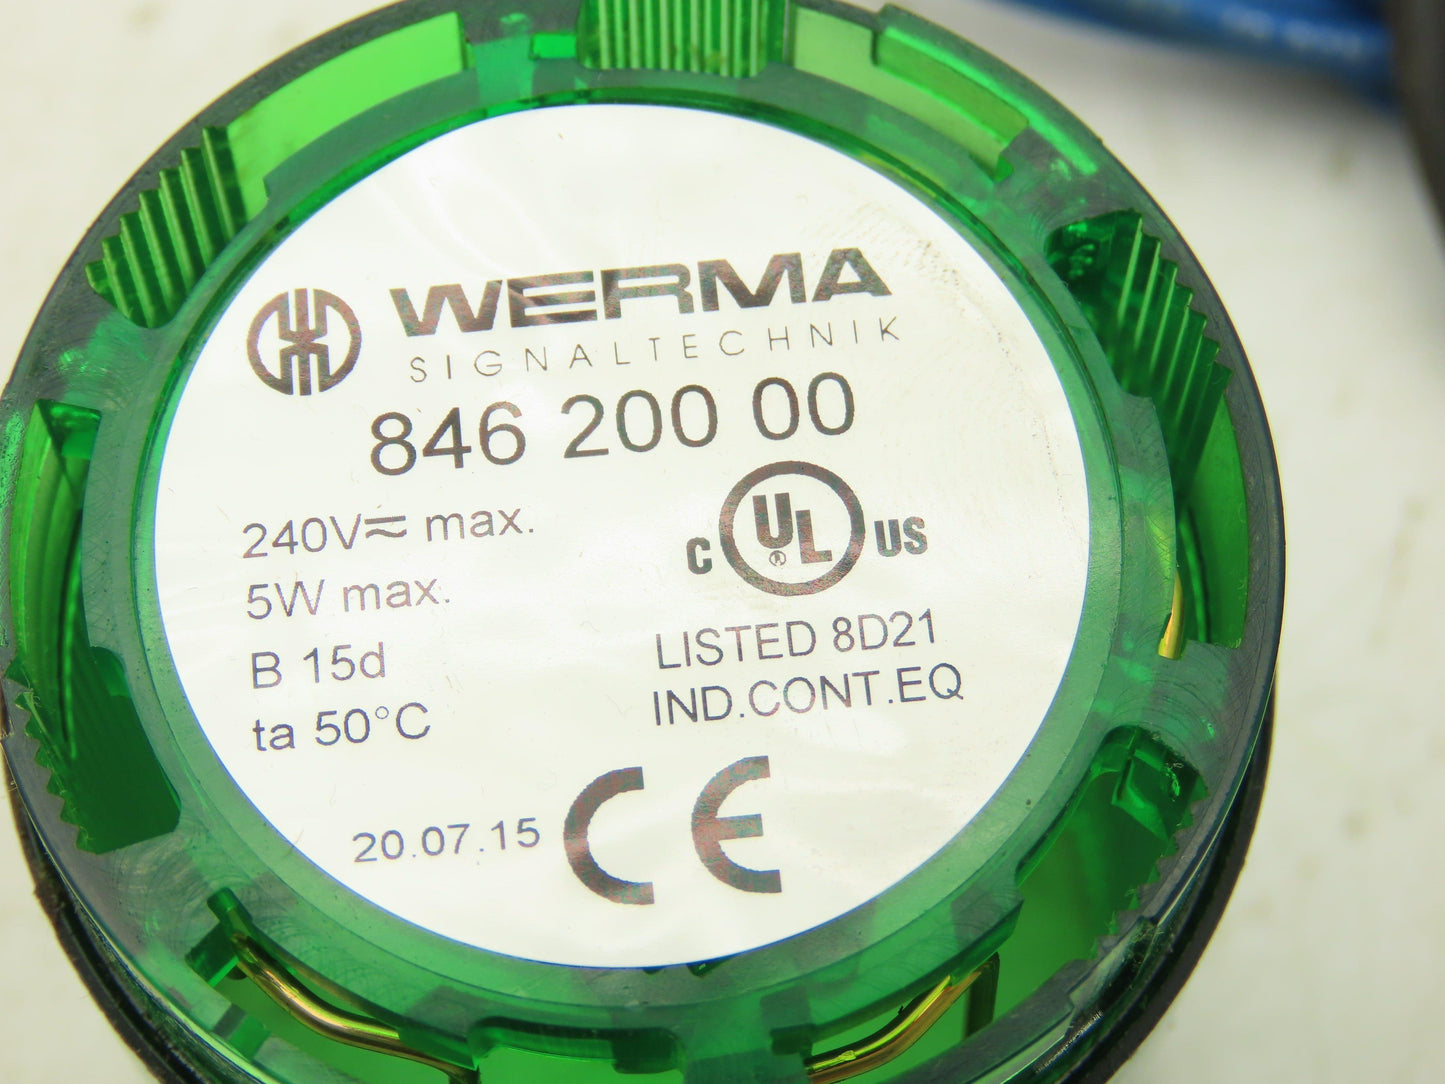 WERMA
SIGNALTECHNIK
846 200 00
240V⎓ max.
5W max.
B 15d
ta 50°C
C UL® US
LISTED 8D21
IND.CONT.EQ
20.07.15 CE